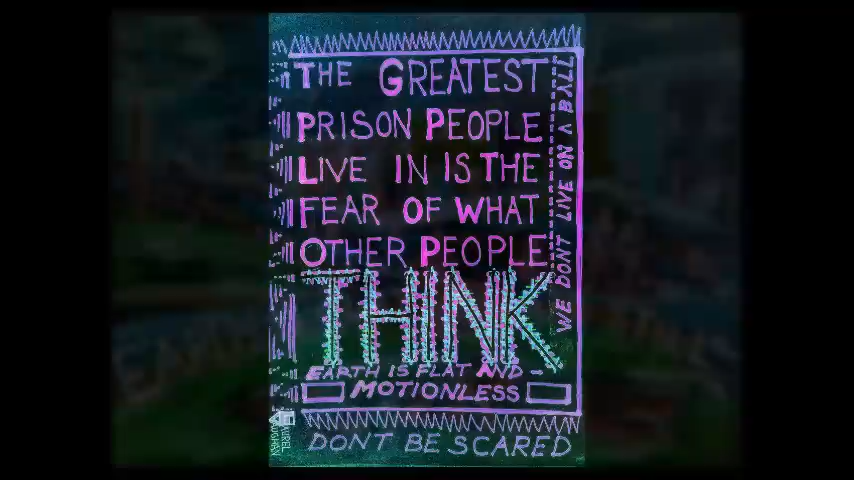 THE GREATEST
PRISON PEOPLE
LIVE IN IS THE
FEAR OF WHAT
OTHER PEOPLE
THINK
EARTH IS FLAT AND -
MOTIONLESS
DONT BE SCARED
WE DONT LIVE ON A BALL
LAUREL